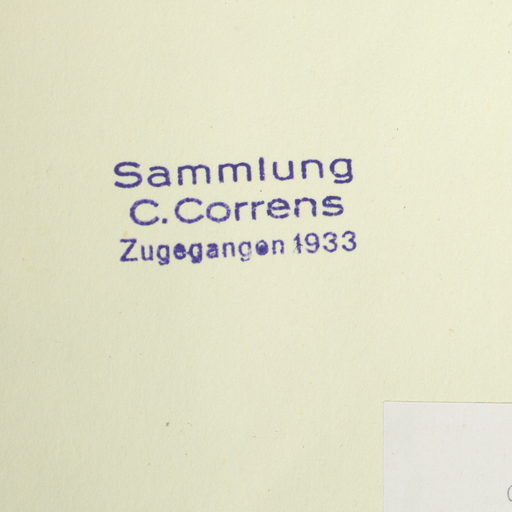 Sammlung
C. Correns
Zugegangen 1933